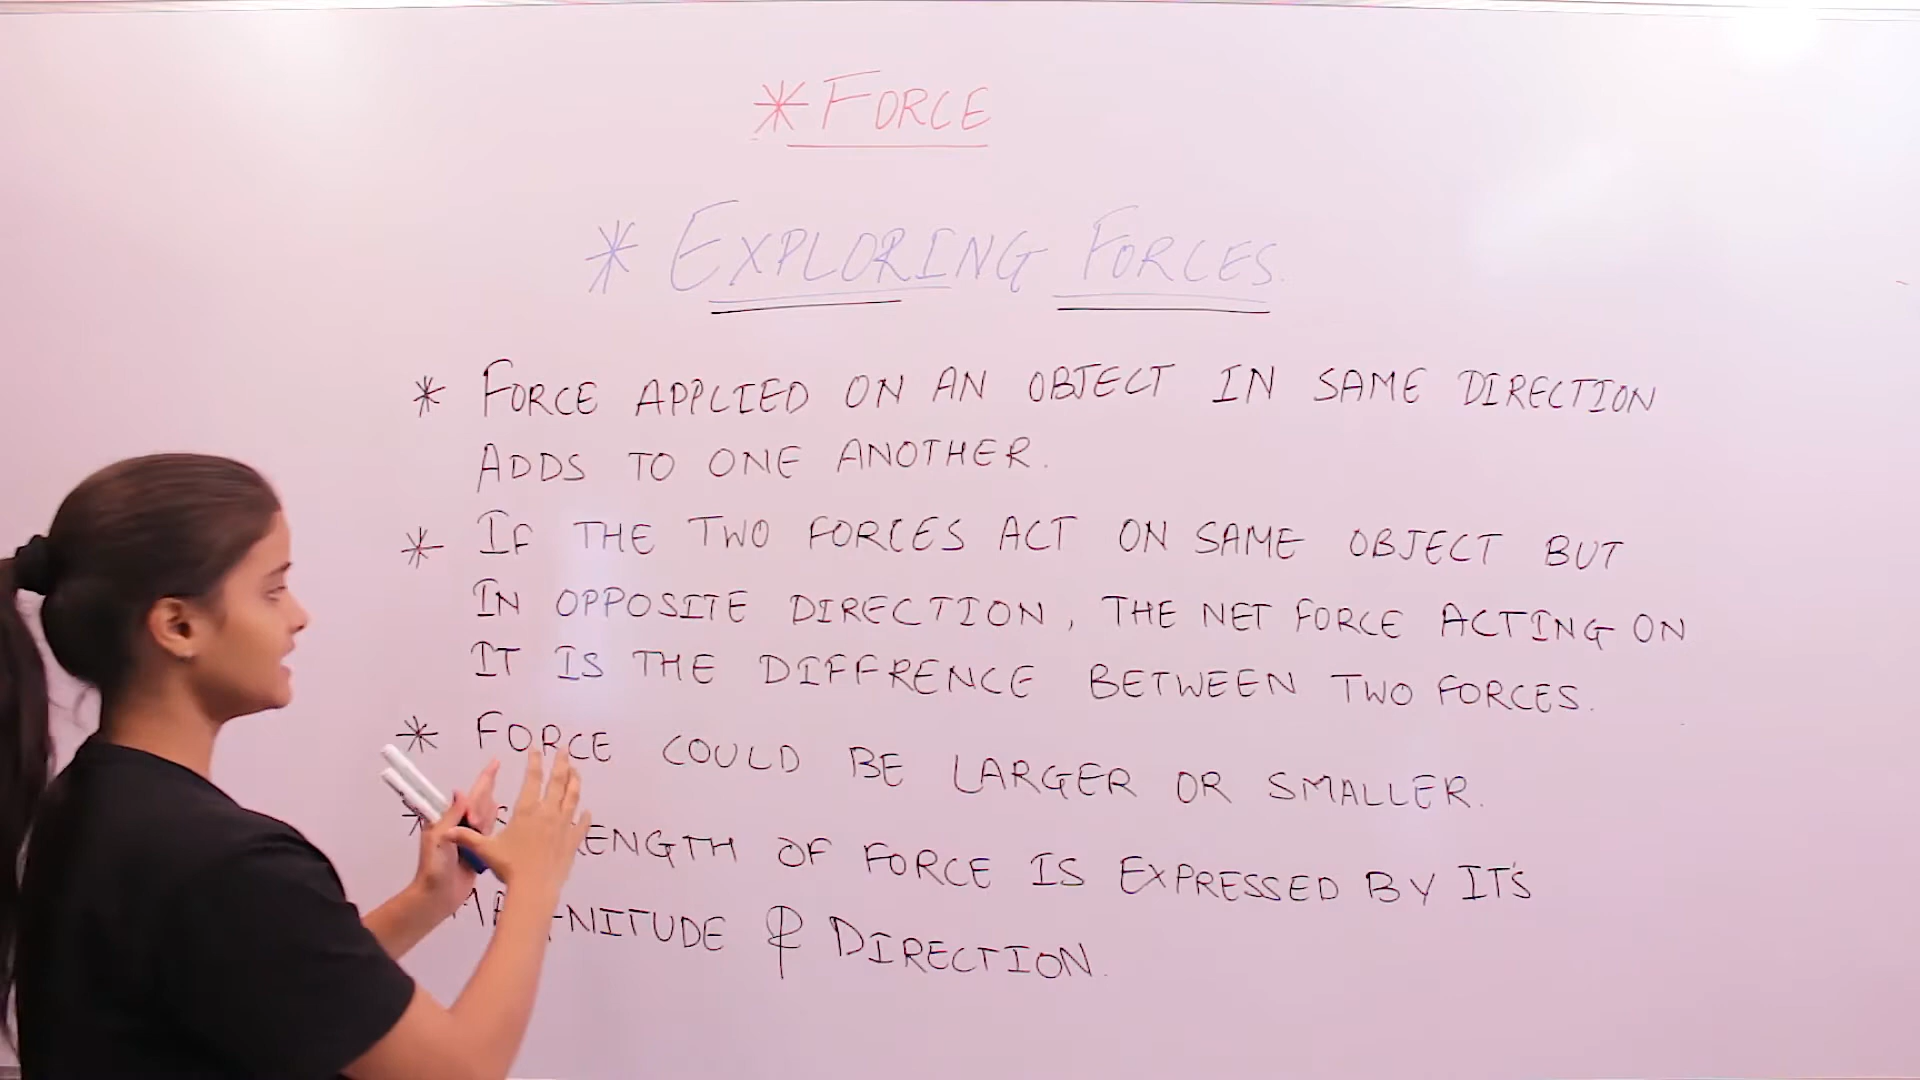 * FORCE
* EXPLORING FORCES.
* FORCE APPLIED ON AN OBJECT IN SAME DIRECTION
ADDS TO ONE ANOTHER.
* IF THE TWO FORCES ACT ON SAME OBJECT BUT
IN OPPOSITE DIRECTION, THE NET FORCE ACTING ON
IT IS THE DIFFRENCE BETWEEN TWO FORCES.
* FORCE COULD BE LARGER OR SMALLER.
* STRENGTH OF FORCE IS EXPRESSED BY IT'S
MAGNITUDE & DIRECTION.